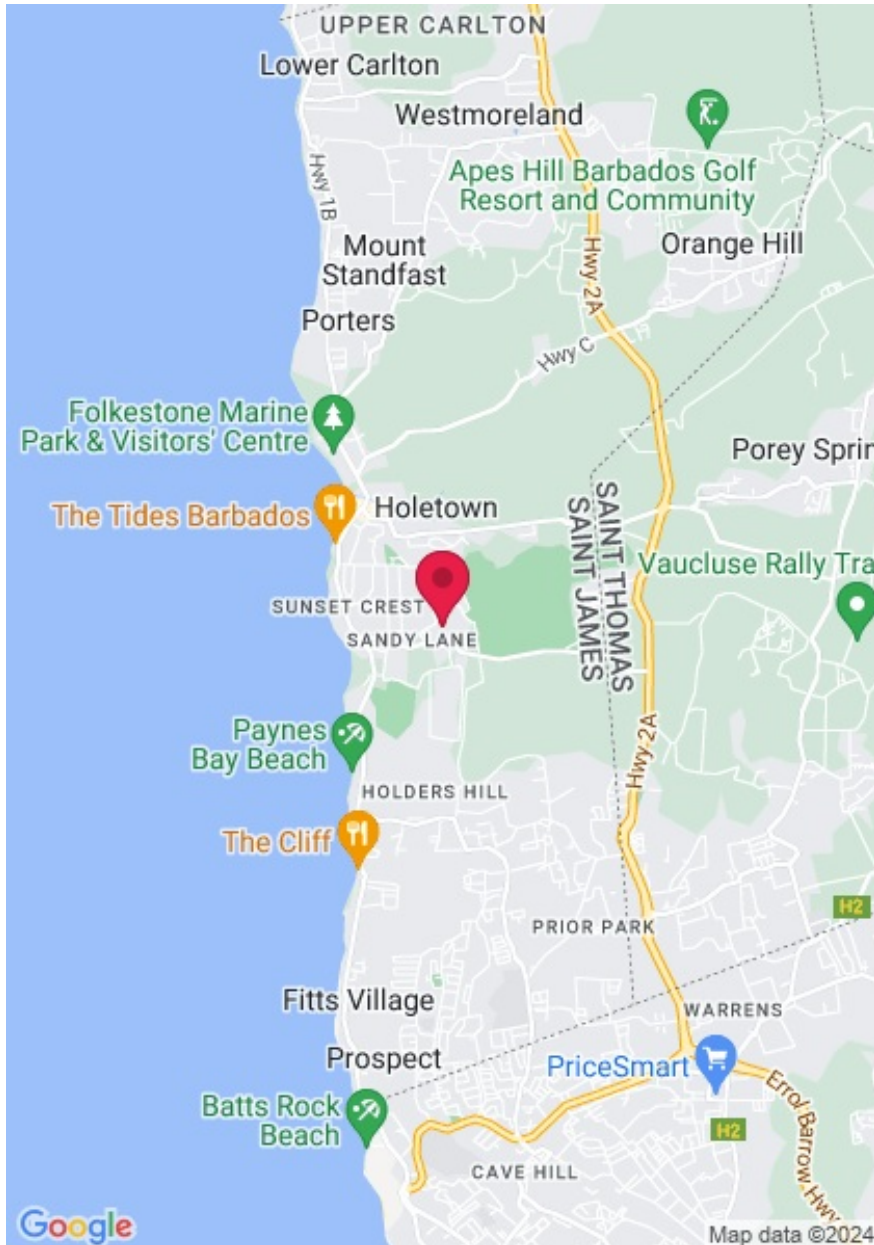 UPPER CARLTON
Lower Carlton
Westmoreland
Hwy 1B
Apes Hill Barbados Golf
Resort and Community
Orange Hill
Mount
Standfast
Hwy 2A
Porters
Hwy C
Folkestone Marine
Park & Visitors' Centre
Porey Sprin
The Tides Barbados
Holetown
SAINT THOMAS
SAINT JAMES
Vaucluse Rally Tra
SUNSET CREST
SANDY LANE
Paynes
Bay Beach
Hwy 2A
HOLDERS HILL
The Cliff
H2
PRIOR PARK
Fitts Village
WARRENS
Prospect
PriceSmart
Errol Barrow Hwy
Batts Rock
Beach
H2
CAVE HILL
Google
Map data ©2024